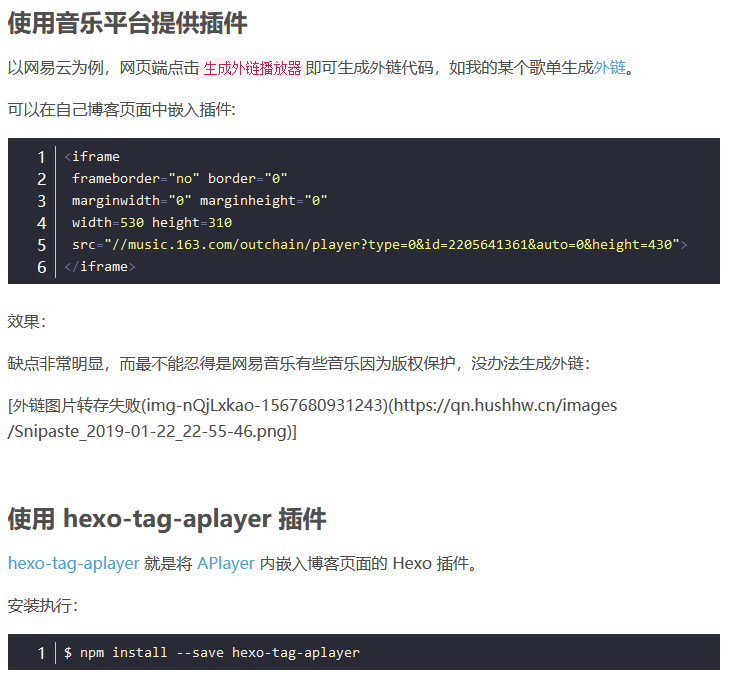 使用音乐平台提供插件
以网易云为例，网页端点击 生成外链播放器 即可生成外链代码，如我的某个歌单生成外链。
可以在自己博客页面中嵌入插件:
1 <iframe
2 frameborder="no" border="0"
3 marginwidth="0" marginheight="0"
4 width=530 height=310
5 src="//music.163.com/outchain/player?type=0&id=2205641361&auto=0&height=430">
6 </iframe>
效果：
缺点非常明显，而最不能忍得是网易音乐有些音乐因为版权保护，没办法生成外链：
[外链图片转存失败(img-nQjLxkao-1567680931243)(https://qn.hushhw.cn/images
/Snipaste_2019-01-22_22-55-46.png)]
使用 hexo-tag-aplayer 插件
hexo-tag-aplayer 就是将 APlayer 内嵌入博客页面的 Hexo 插件。
安装执行：
1 $ npm install --save hexo-tag-aplayer